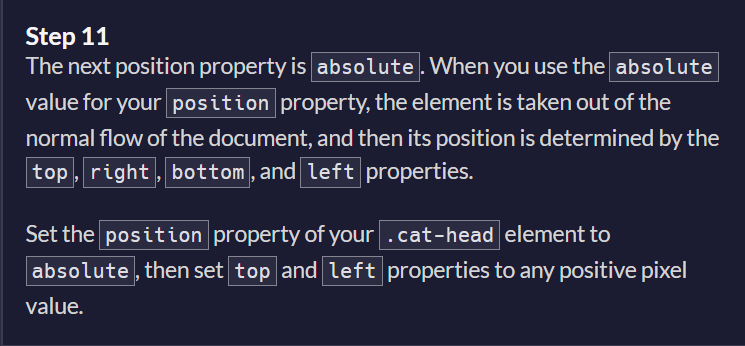 Step 11
The next position property is absolute. When you use the absolute
value for your position property, the element is taken out of the
normal flow of the document, and then its position is determined by the
top, right, bottom, and left properties.
Set the position property of your .cat-head element to
absolute, then set top and left properties to any positive pixel
value.